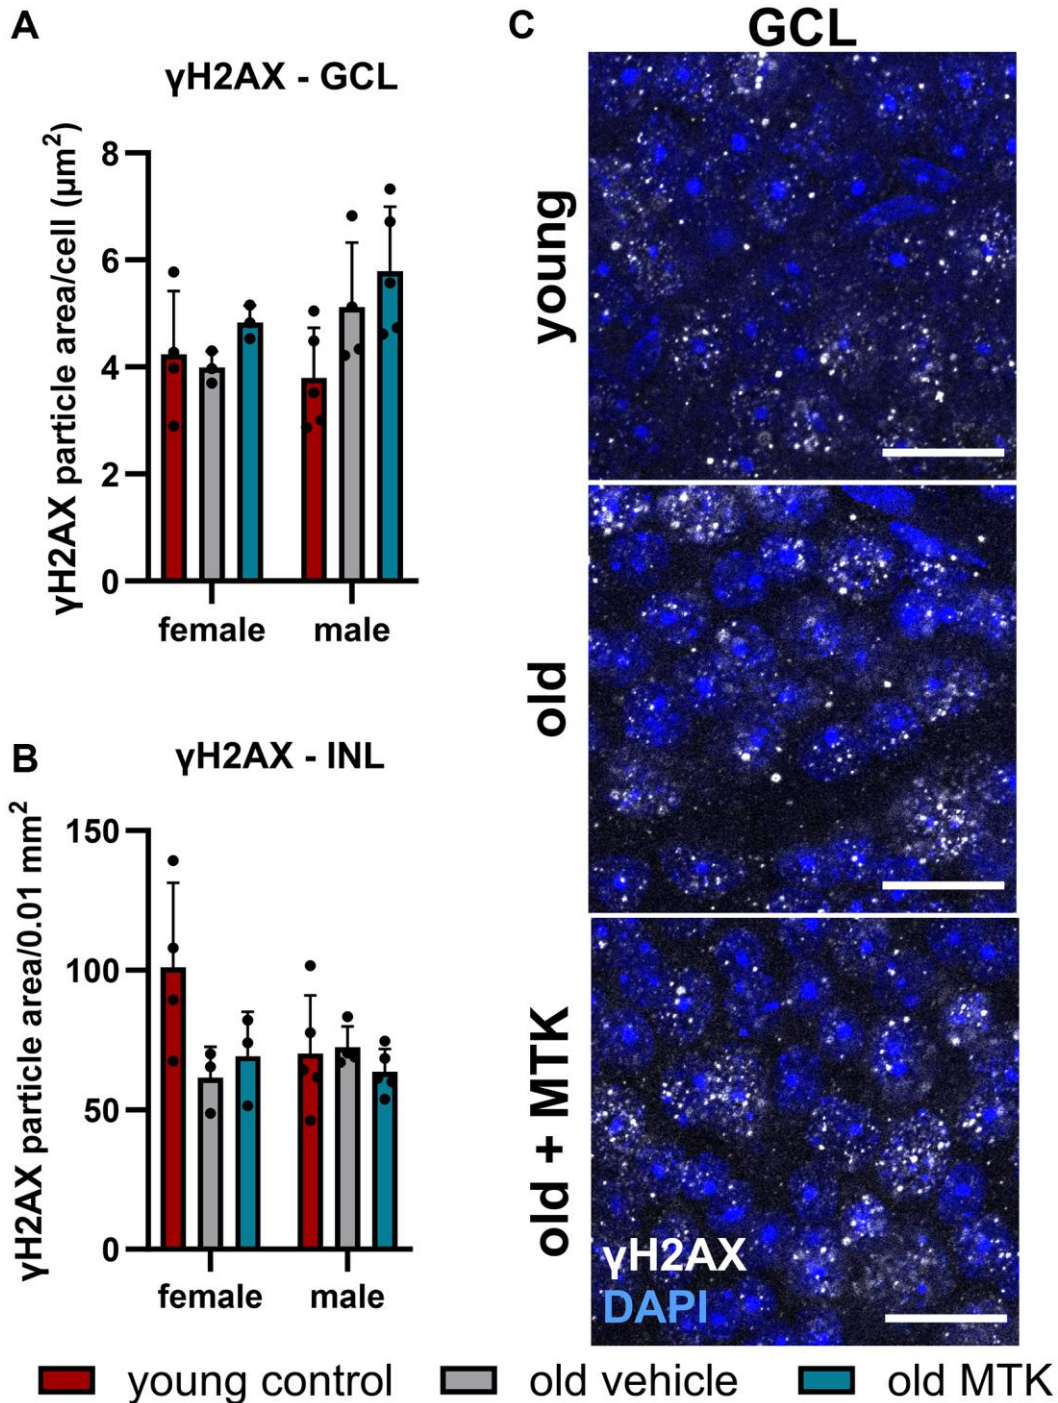 A
γH2AX - GCL
γH2AX particle area/cell (µm²)
8
6
4
2
0
female male
B
γH2AX - INL
γH2AX particle area/0.01 mm²
150
100
50
0
female male
C
GCL
young
old
old + MTK
γH2AX
DAPI
young control old vehicle old MTK